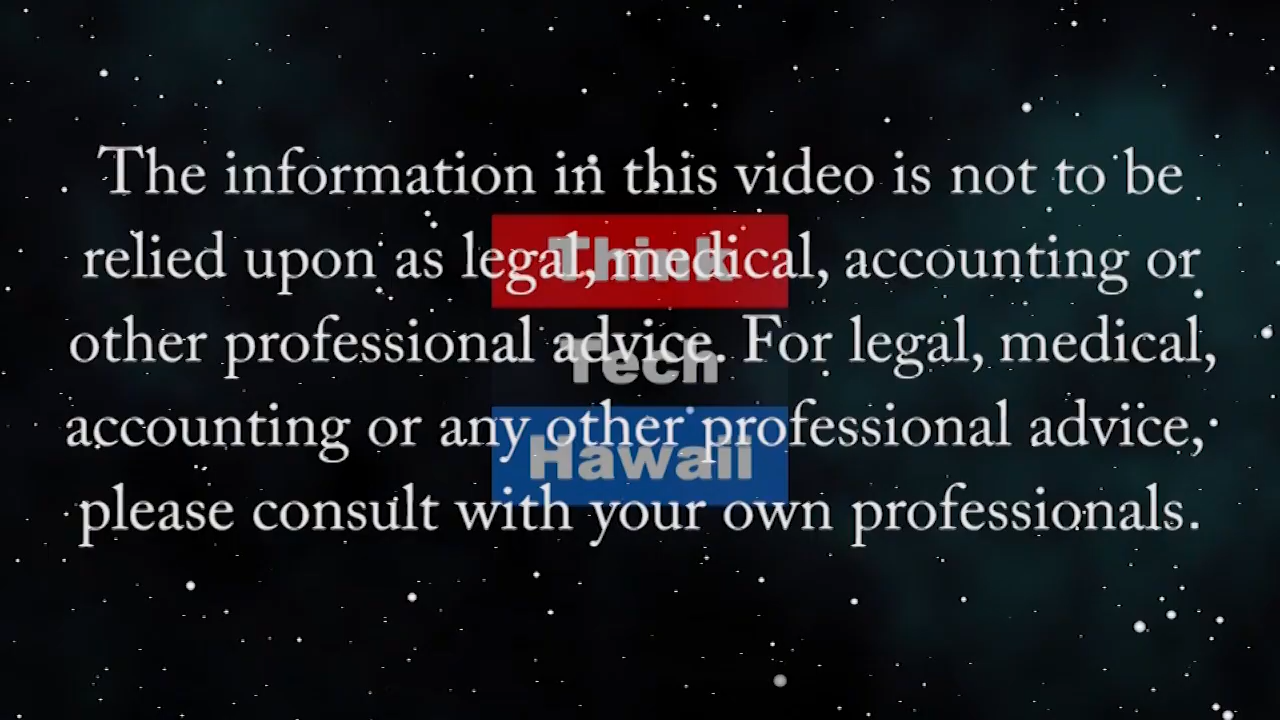 The information in this video is not to be
relied upon as legal, medical, accounting or
other professional advice. For legal, medical,
accounting or any other professional advice,
please consult with your own professionals.
Think
Tech
Hawaii